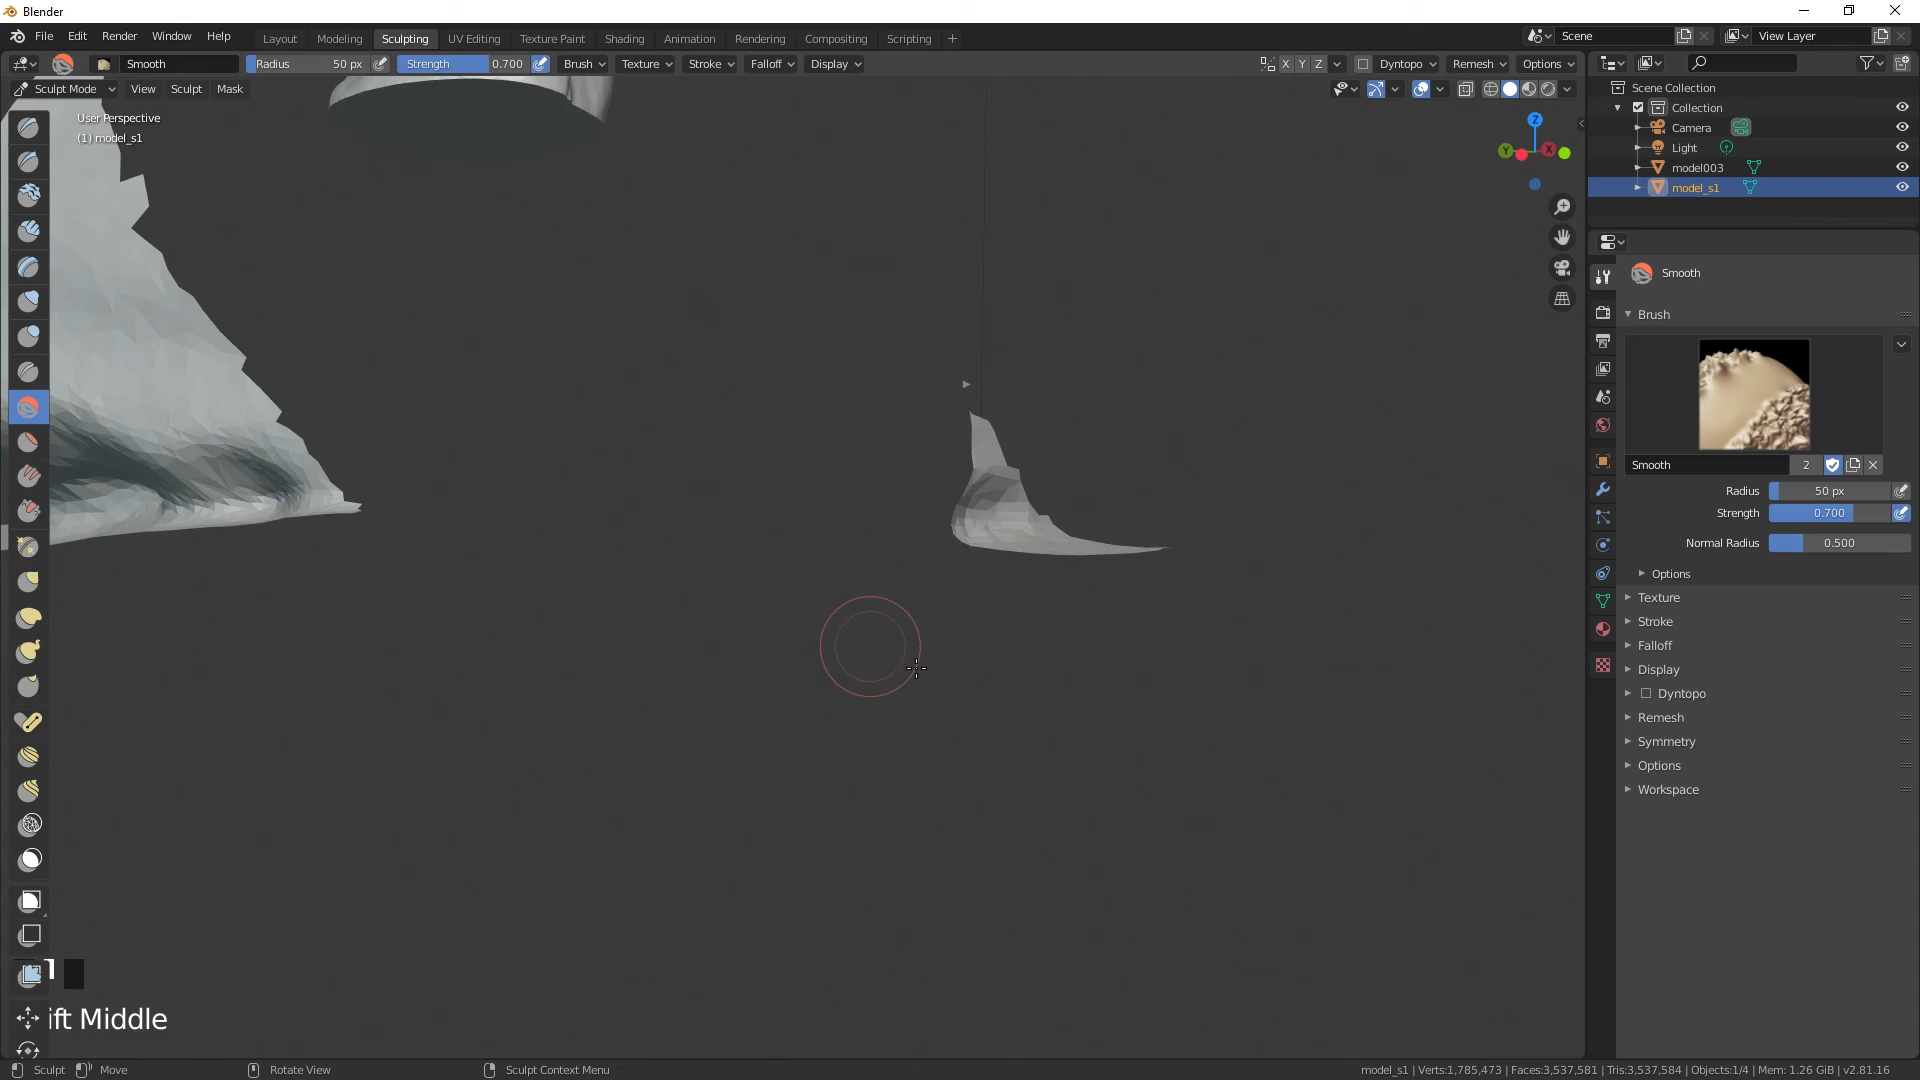 Blender
File Edit Render Window Help Layout Modeling Sculpting UV Editing Texture Paint Shading Animation Rendering Compositing Scripting Scene View Layer
Smooth Radius 50 px Strength 0.700 Brush Texture Stroke Falloff Display X Y Z Dyntopo Remesh Options
Sculpt Mode View Sculpt Mask
User Perspective
(1) model_s1
Z
Y X
Scene Collection
Collection
Camera
Light
model003
model_s1
Smooth
Brush
Smooth 2
Radius 50 px
Strength 0.700
Normal Radius 0.500
Options
Texture
Stroke
Falloff
Display
Dyntopo
Remesh
Symmetry
Options
Workspace
ift Middle
Sculpt Move Rotate View Sculpt Context Menu model_s1 | Verts:1,785,473 | Faces:3,537,581 | Tris:3,537,584 | Objects:1/4 | Mem: 1.26 GiB | v2.81.16